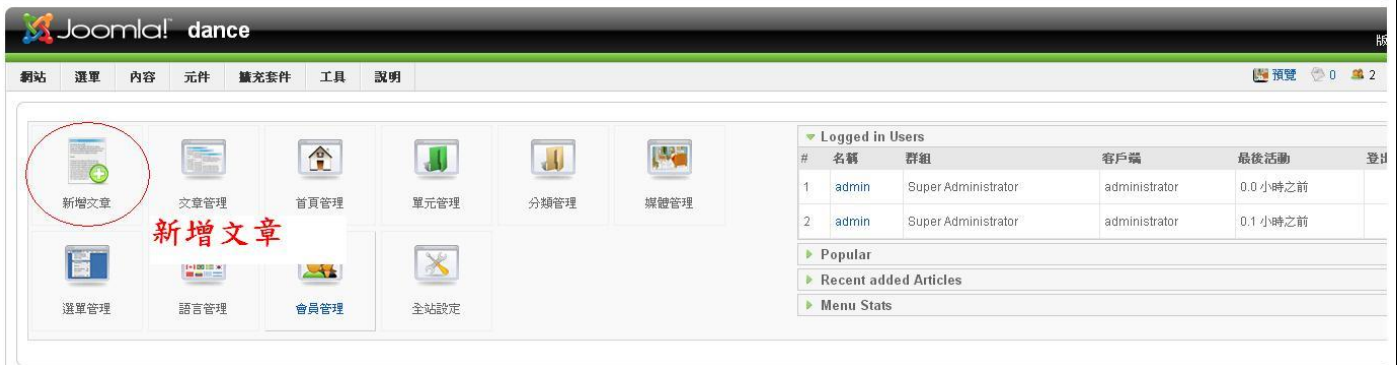 Joomla!™ dance
版
網站 選單 內容 元件 擴充套件 工具 說明
預覽 0 2
新增文章 文章管理 首頁管理 單元管理 分類管理 媒體管理
新增文章
選單管理 語言管理 會員管理 全站設定
Logged in Users
# 名稱 群組 客戶端 最後活動 登出
1 admin Super Administrator administrator 0.0 小時之前
2 admin Super Administrator administrator 0.1 小時之前
Popular
Recent added Articles
Menu Stats